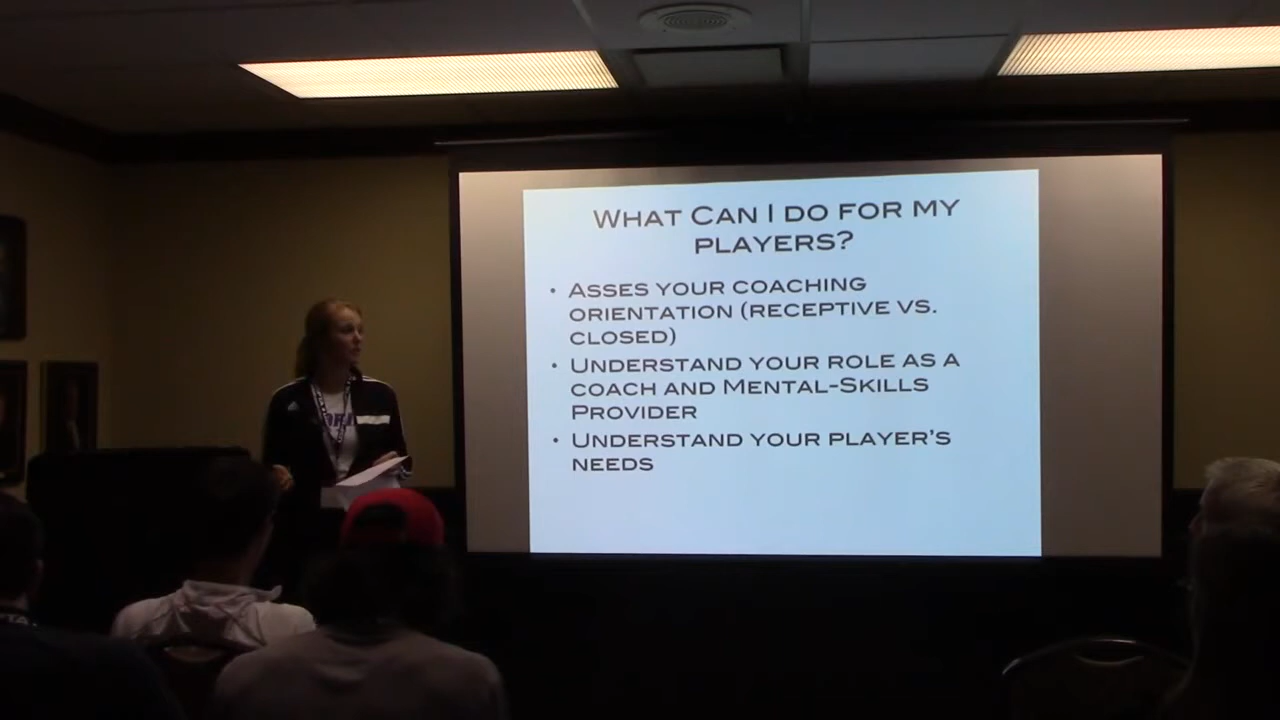 What Can I do for my
players?
• Asses your coaching
orientation (receptive vs.
closed)
• Understand your role as a
coach and Mental-Skills
Provider
• Understand your player's
needs